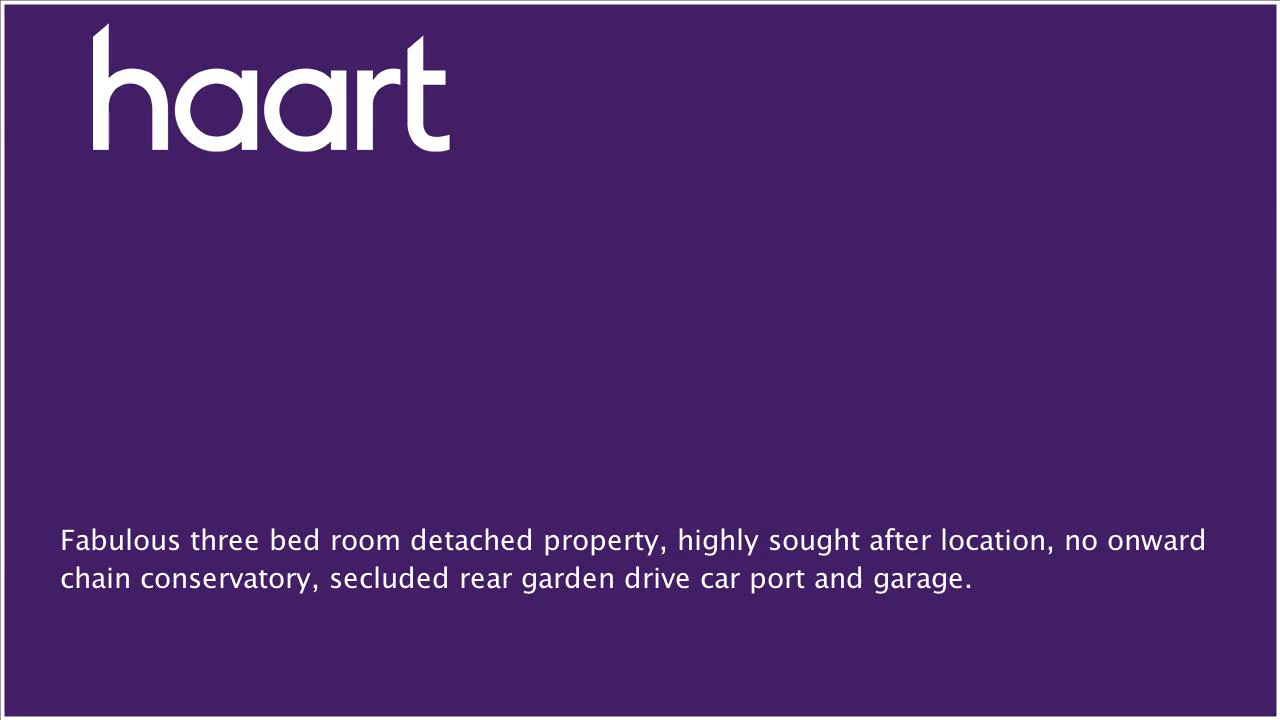 haart
Fabulous three bed room detached property, highly sought after location, no onward
chain conservatory, secluded rear garden drive car port and garage.